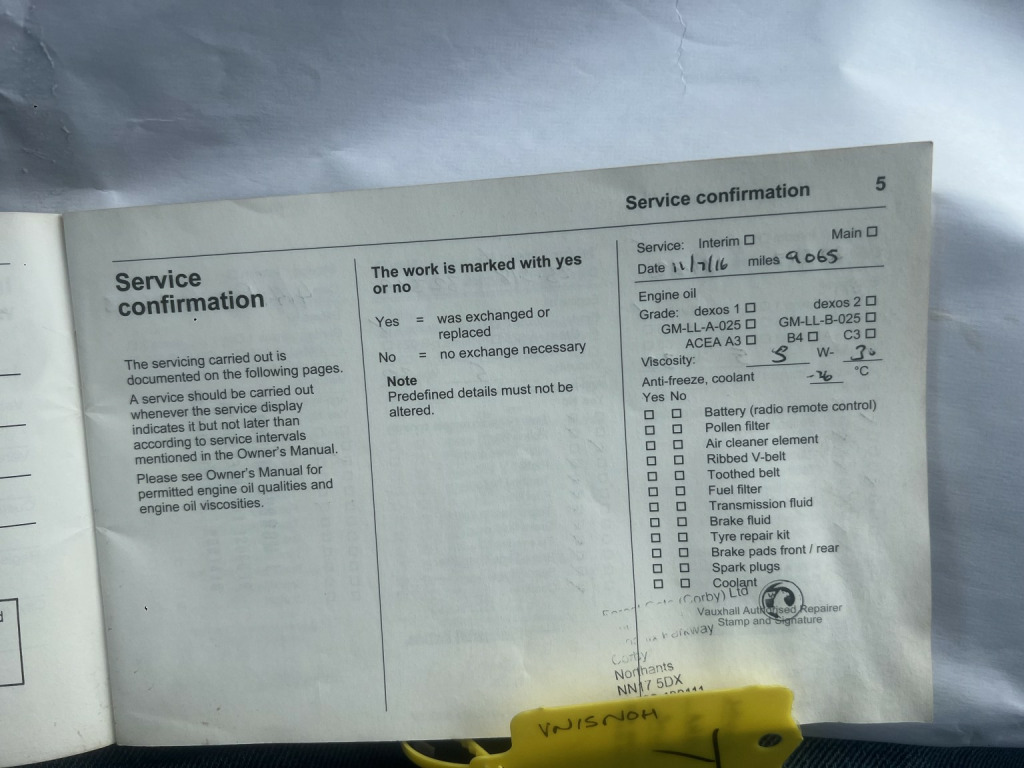 Service confirmation 5
Service
confirmation
The servicing carried out is
documented on the following pages.
A service should be carried out
whenever the service display
indicates it but not later than
according to service intervals
mentioned in the Owner's Manual.
Please see Owner's Manual for
permitted engine oil qualities and
engine oil viscosities.
The work is marked with yes
or no
Yes = was exchanged or
replaced
No = no exchange necessary
Note
Predefined details must not be
altered.
Service: Interim ☐ Main ☐
Date 11/7/16 miles 9065
Engine oil
Grade: dexos 1 ☐ dexos 2 ☐
GM-LL-A-025 ☐ GM-LL-B-025 ☐
ACEA A3 ☐ B4 ☐ C3 ☐
Viscosity: 5 W- 30
Anti-freeze, coolant -36 °C
Yes No
☐ ☐ Battery (radio remote control)
☐ ☐ Pollen filter
☐ ☐ Air cleaner element
☐ ☐ Ribbed V-belt
☐ ☐ Toothed belt
☐ ☐ Fuel filter
☐ ☐ Transmission fluid
☐ ☐ Brake fluid
☐ ☐ Tyre repair kit
☐ ☐ Brake pads front / rear
☐ ☐ Spark plugs
☐ ☐ Coolant
(Corby) Ltd
Vauxhall Authorised Repairer
Stamp and Signature
Corby
Northants
NN17 5DX
VN15NOH